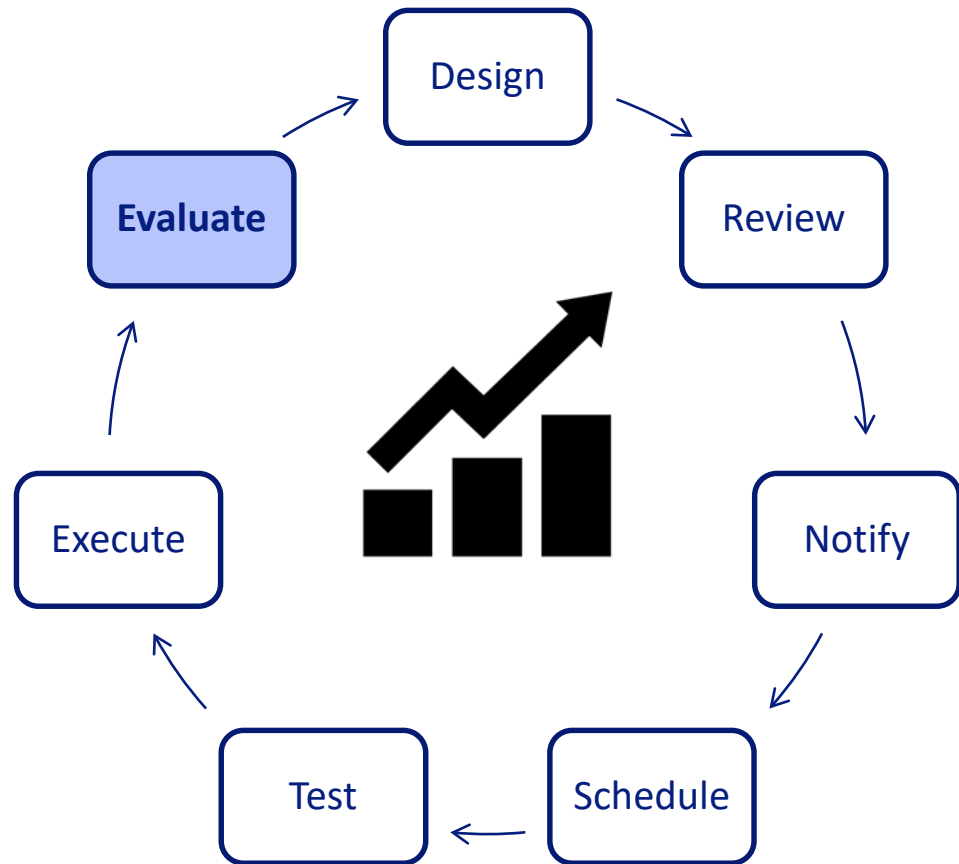 Design
Review
Notify
Schedule
Test
Execute
Evaluate